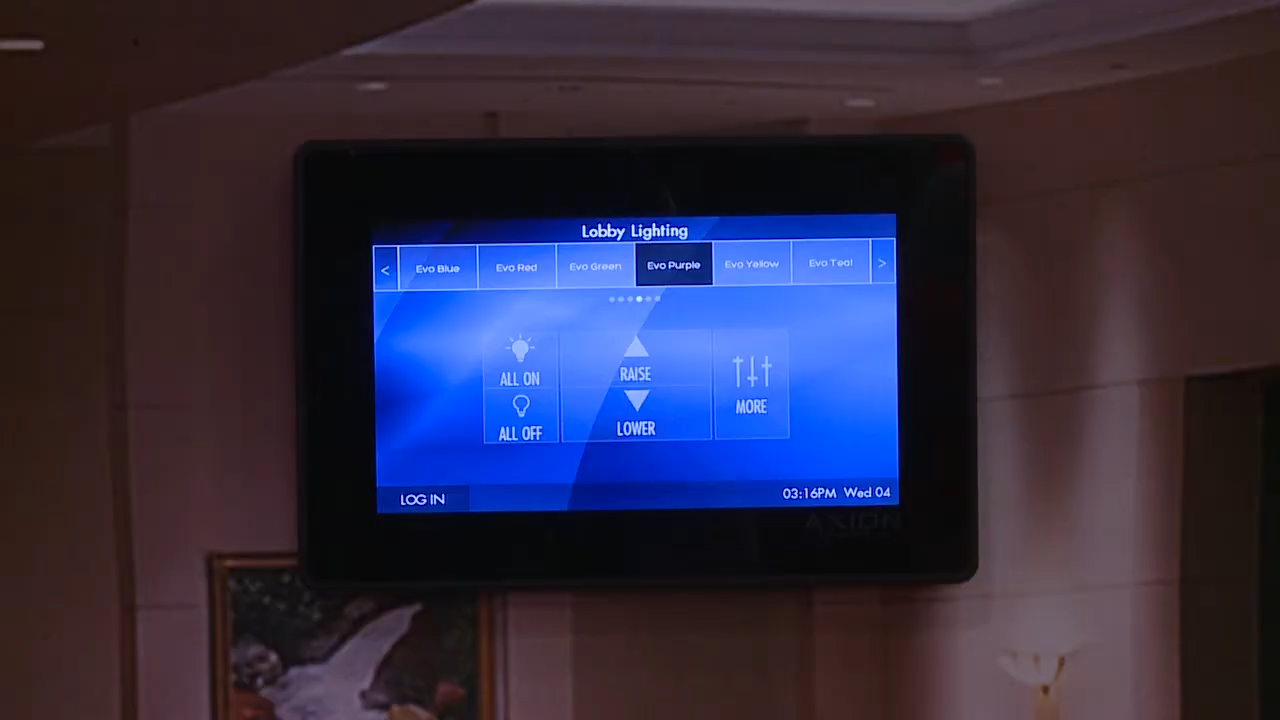 Lobby Lighting
< Evo Blue Evo Red Evo Green Evo Purple Evo Yellow Evo Teal >
ALL ON
RAISE
MORE
ALL OFF
LOWER
LOG IN
03:16PM Wed 04
AXION